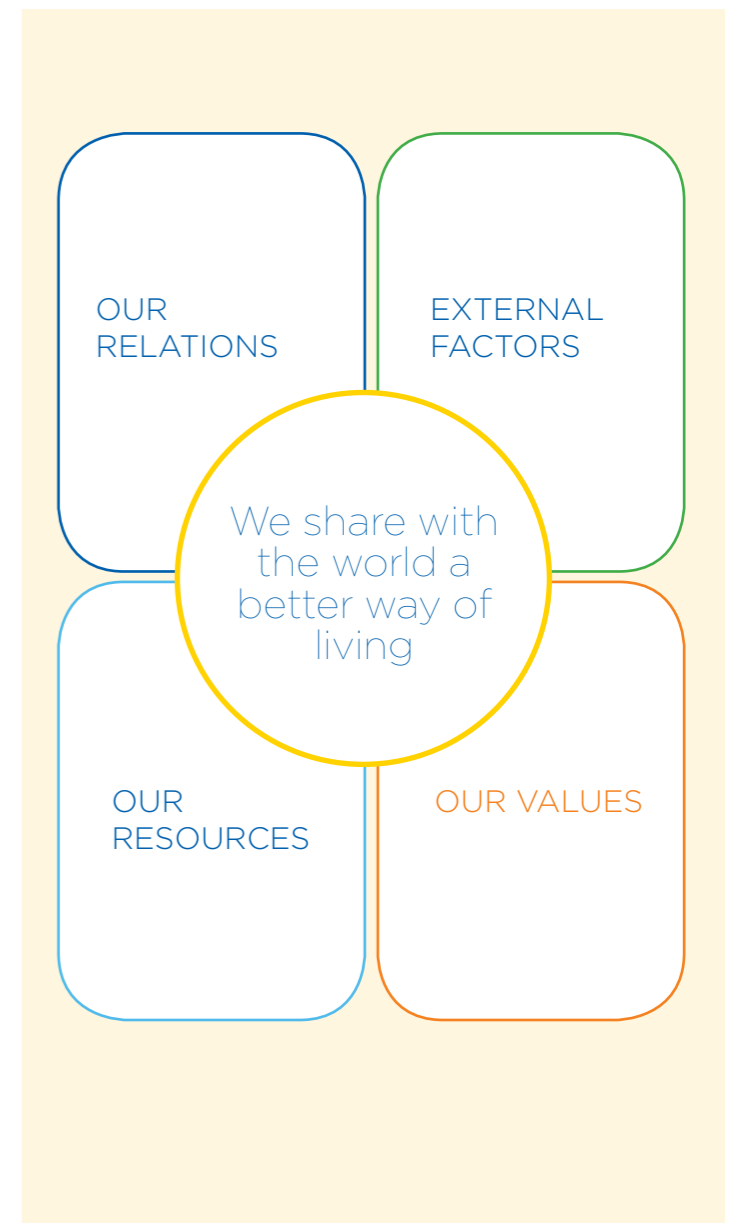 OUR
RELATIONS
EXTERNAL
FACTORS
We share with
the world a
better way of
living
OUR
RESOURCES
OUR VALUES